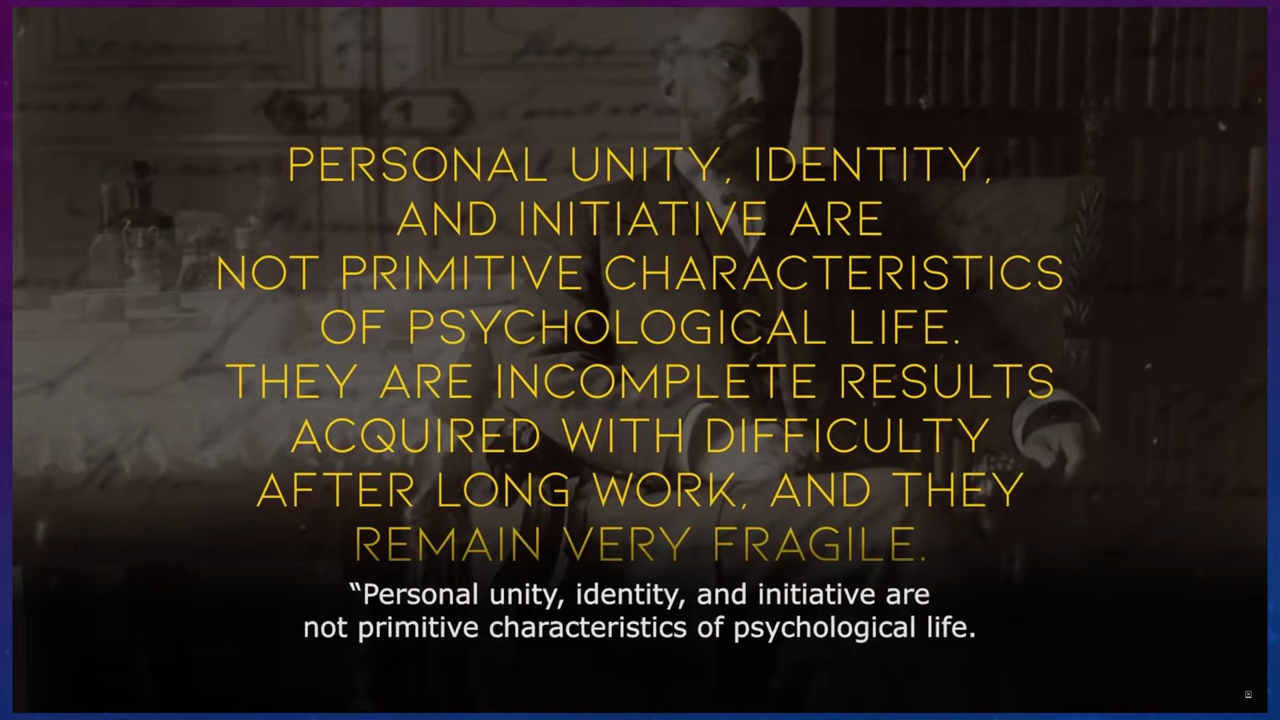 PERSONAL UNITY, IDENTITY,
AND INITIATIVE ARE
NOT PRIMITIVE CHARACTERISTICS
OF PSYCHOLOGICAL LIFE.
THEY ARE INCOMPLETE RESULTS
ACQUIRED WITH DIFFICULTY
AFTER LONG WORK, AND THEY
REMAIN VERY FRAGILE.
“Personal unity, identity, and initiative are
not primitive characteristics of psychological life.